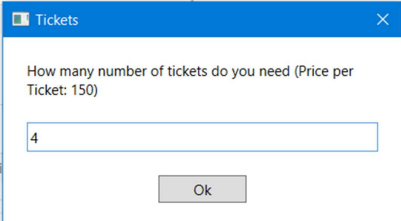 Tickets
How many number of tickets do you need (Price per
Ticket: 150)
4
Ok